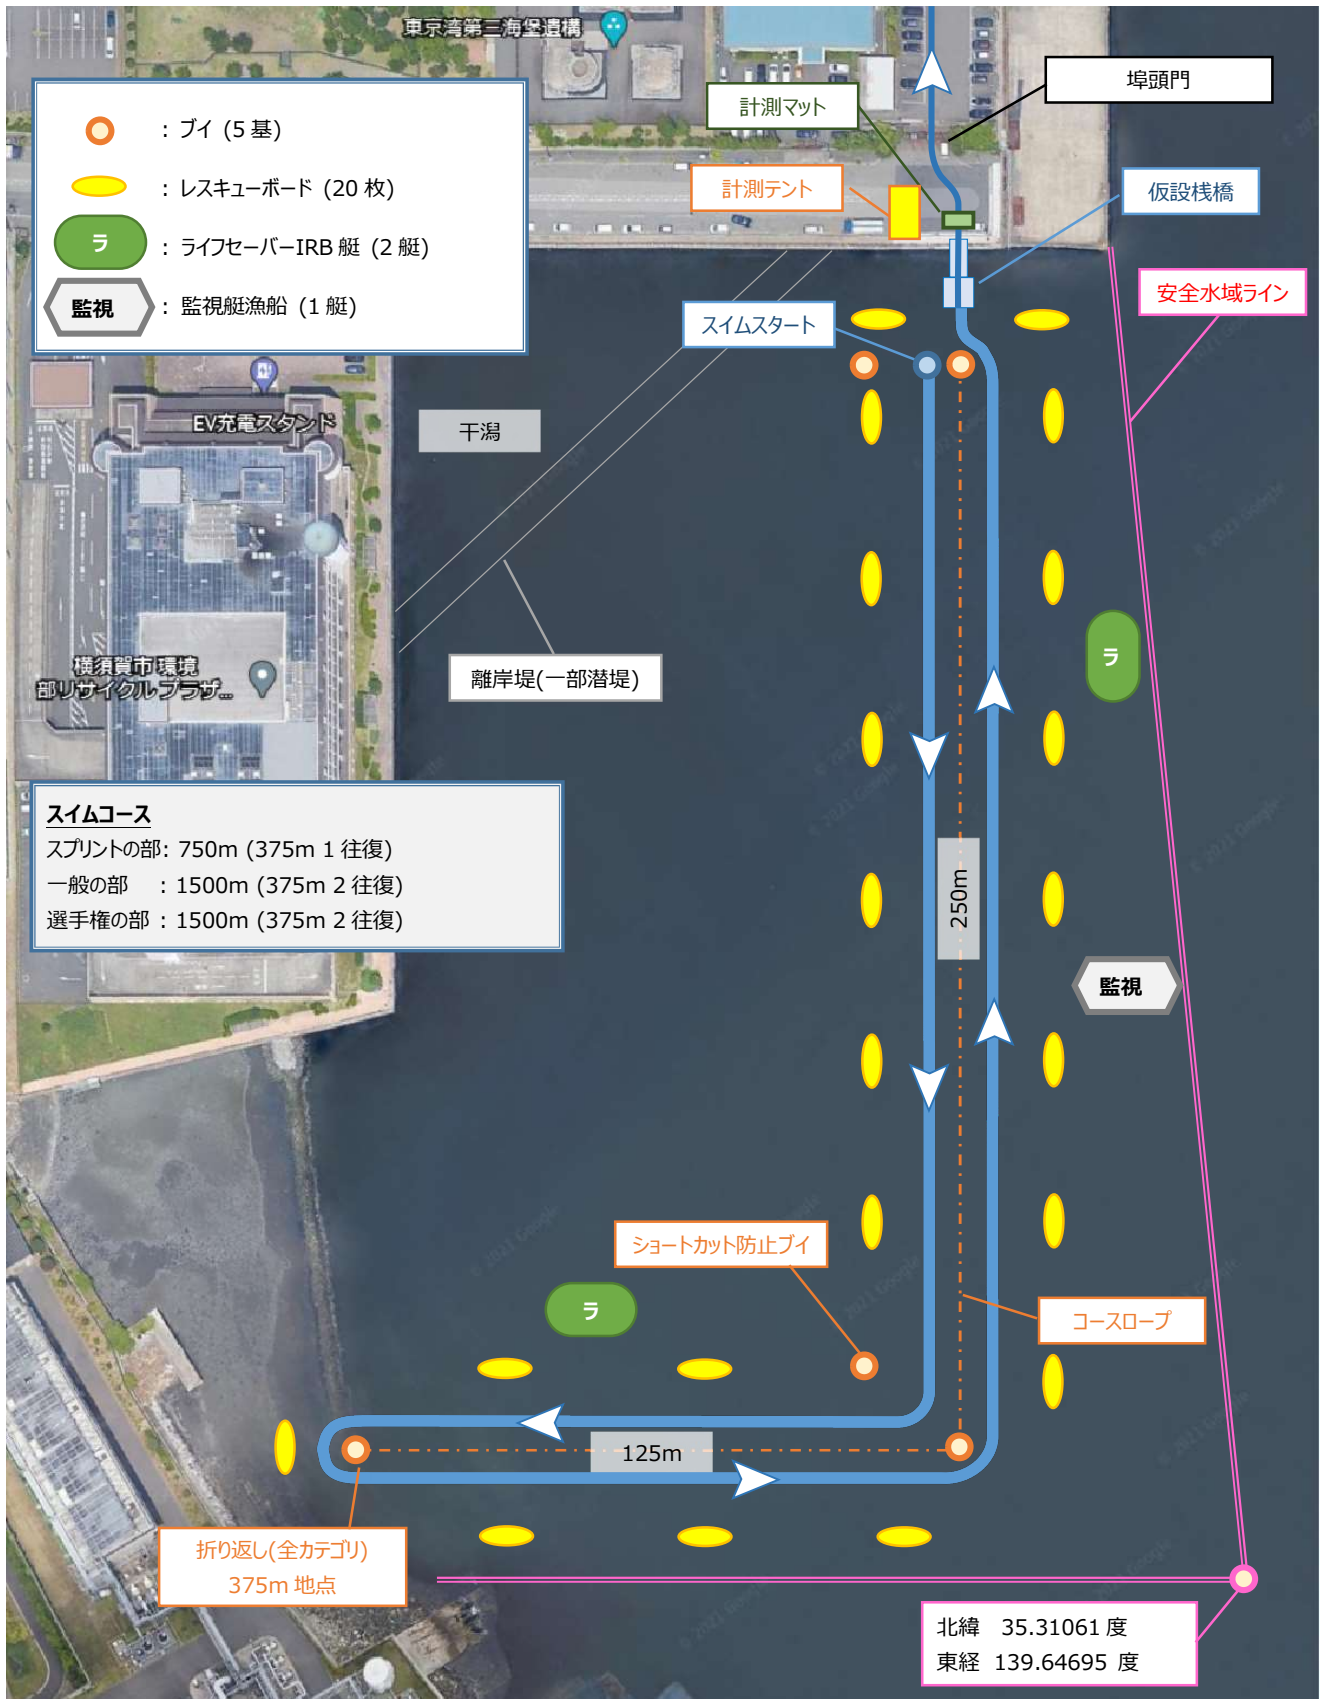 東京湾第三海堡遺構
埠頭門
計測マット
: ブイ (5 基)
計測テント
: レスキューボード (20 枚)
仮設桟橋
ラ : ライフセーバーIRB 艇 (2 艇)
監視 : 監視艇漁船 (1 艇)
安全水域ライン
スイムスタート
EV充電スタンド
干潟
横須賀市 環境
部リサイクル プラザ...
ラ
離岸堤(一部潜堤)
スイムコース
スプリントの部: 750m (375m 1 往復)
一般の部 : 1500m (375m 2 往復)
選手権の部 : 1500m (375m 2 往復)
250m
監視
ショートカット防止ブイ
ラ
コースロープ
125m
折り返し(全カテゴリ)
375m 地点
北緯 35.31061 度
東経 139.64695 度
© 2021 Google